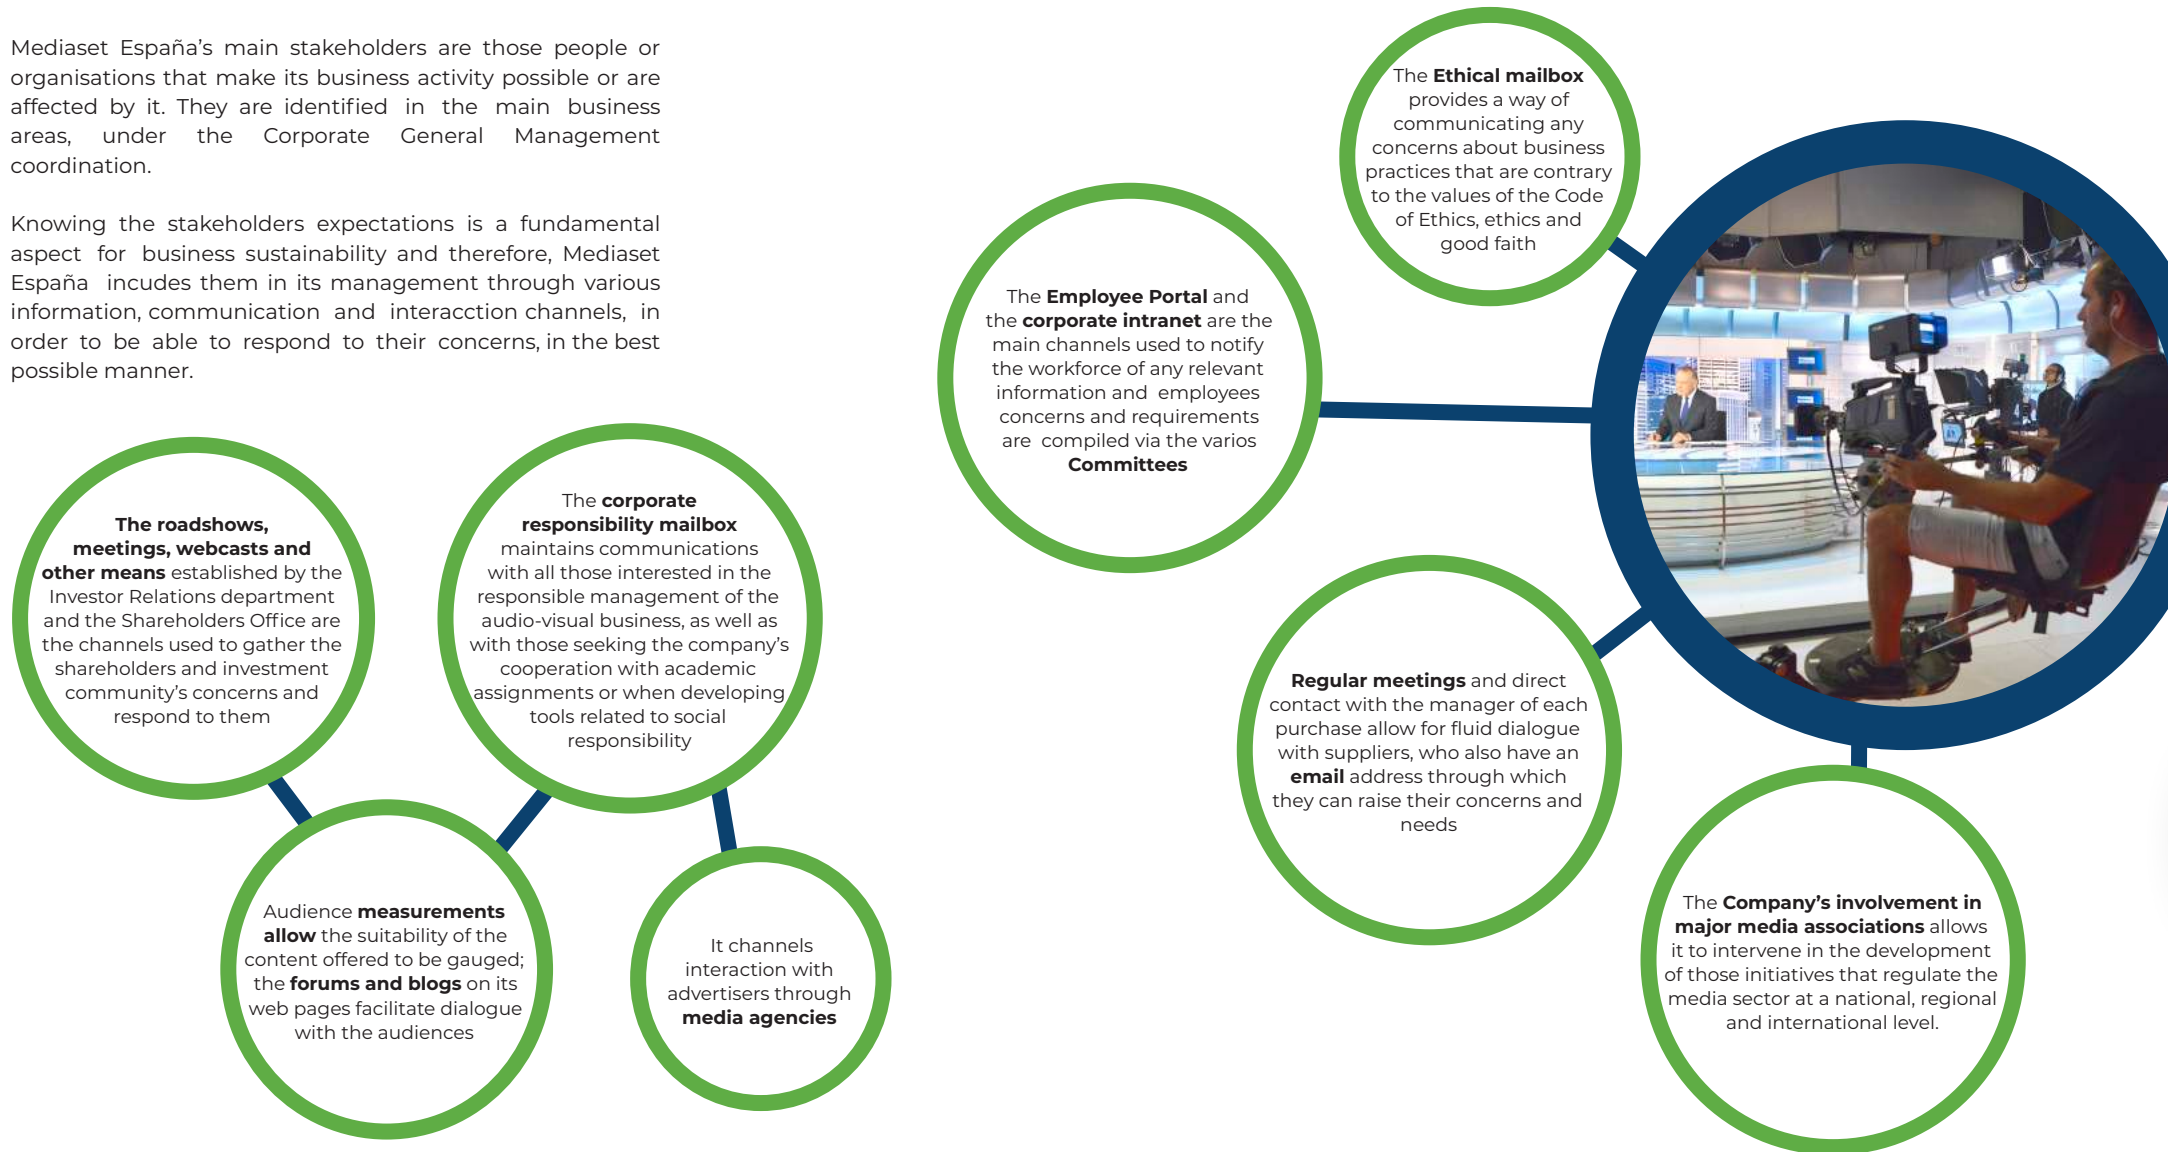 Mediaset España’s main stakeholders are those people or
organisations that make its business activity possible or are
affected by it. They are identified in the main business
areas, under the Corporate General Management
coordination.
Knowing the stakeholders expectations is a fundamental
aspect for business sustainability and therefore, Mediaset
España incudes them in its management through various
information, communication and interacction channels, in
order to be able to respond to their concerns, in the best
possible manner.
The roadshows,
meetings, webcasts and
other means established by the
Investor Relations department
and the Shareholders Office are
the channels used to gather the
shareholders and investment
community’s concerns and
respond to them
The corporate
responsibility mailbox
maintains communications
with all those interested in the
responsible management of the
audio-visual business, as well as
with those seeking the company’s
cooperation with academic
assignments or when developing
tools related to social
responsibility
Audience measurements
allow the suitability of the
content offered to be gauged;
the forums and blogs on its
web pages facilitate dialogue
with the audiences
It channels
interaction with
advertisers through
media agencies
The Ethical mailbox
provides a way of
communicating any
concerns about business
practices that are contrary
to the values of the Code
of Ethics, ethics and
good faith
The Employee Portal and
the corporate intranet are the
main channels used to notify
the workforce of any relevant
information and employees
concerns and requirements
are compiled via the varios
Committees
Regular meetings and direct
contact with the manager of each
purchase allow for fluid dialogue
with suppliers, who also have an
email address through which
they can raise their concerns and
needs
The Company’s involvement in
major media associations allows
it to intervene in the development
of those initiatives that regulate the
media sector at a national, regional
and international level.